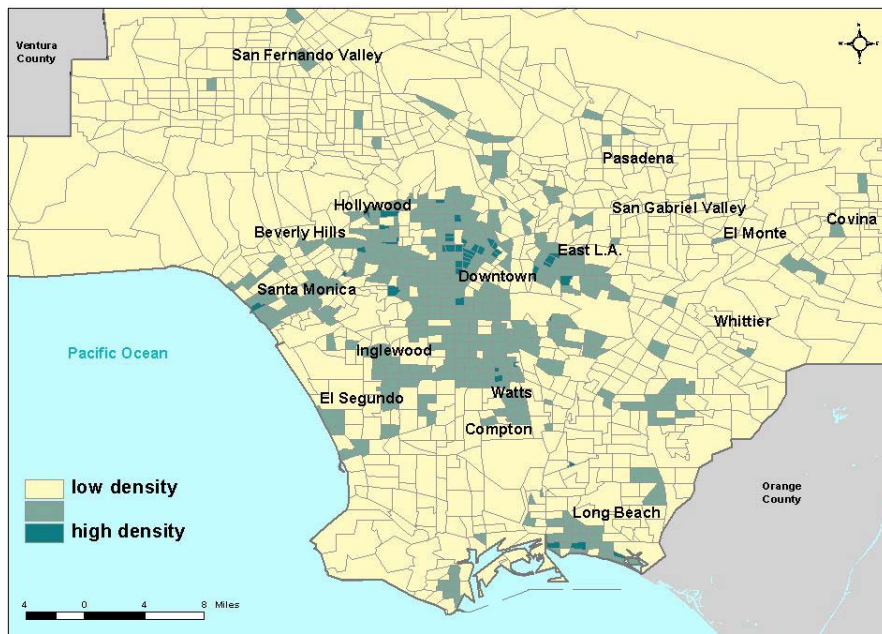 Ventura
County
San Fernando Valley
Pasadena
Hollywood
San Gabriel Valley
Covina
Beverly Hills
El Monte
East L.A.
Downtown
Santa Monica
Whittier
Pacific Ocean
Inglewood
El Segundo
Watts
Compton
low density
high density
Orange
County
Long Beach
4 0 4 8 Miles